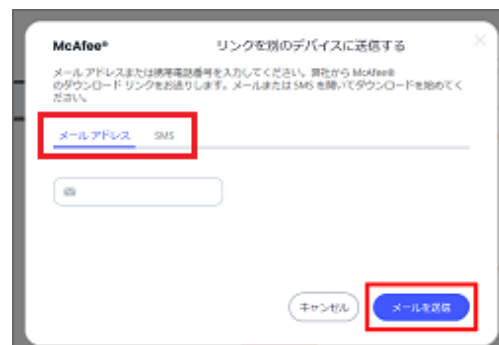 McAfee®
リンクを別のデバイスに送信する
メール アドレスまたは携帯電話番号を入力してください。弊社から McAfee®
のダウンロード リンクをお送りします。メールまたは SMS を開いてダウンロードを始めてく
ださい。
メール アドレス SMS
キャンセル メールを送信